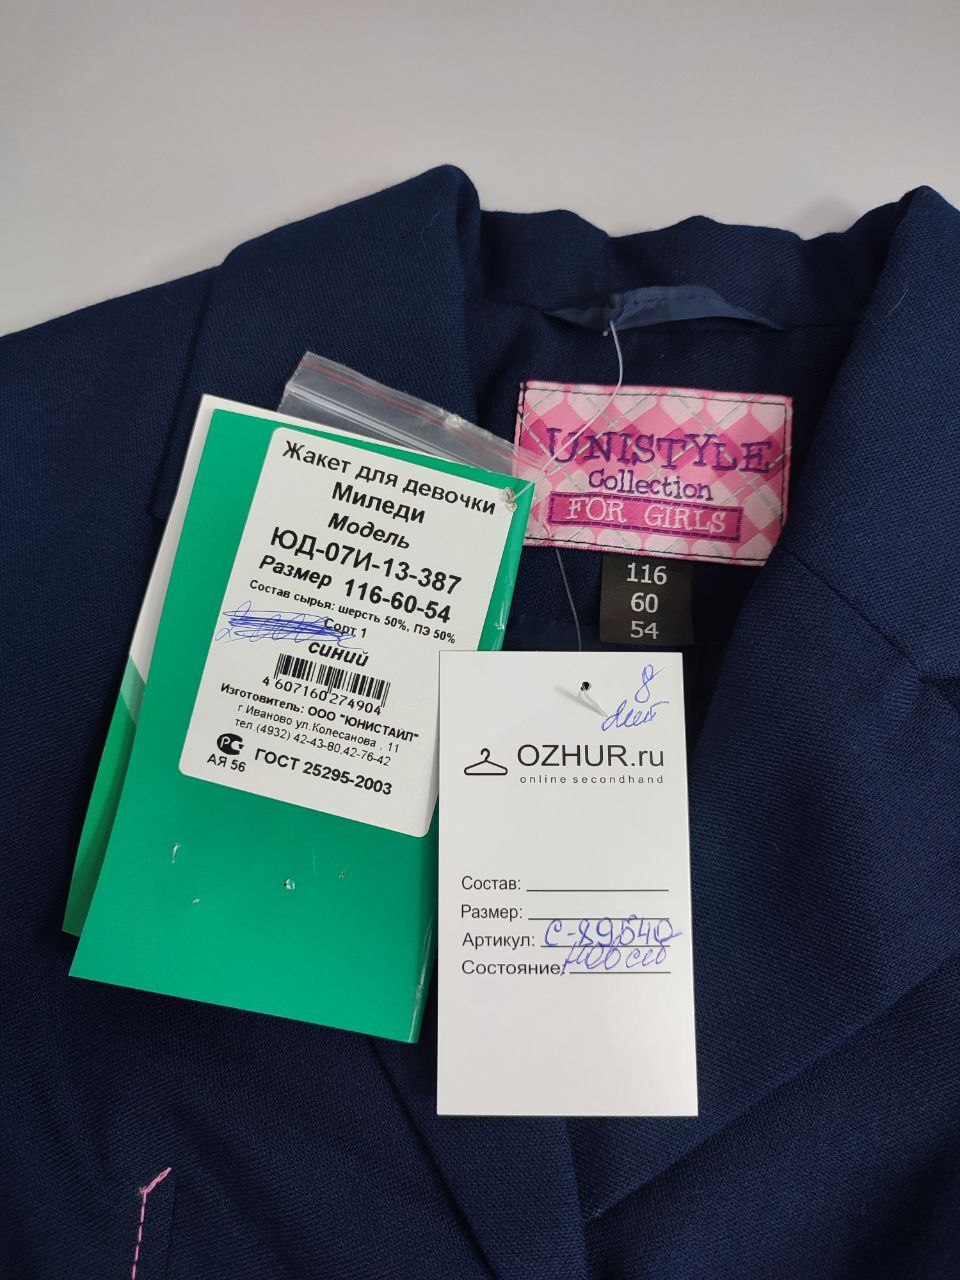 Жакет для девочки
Миледи
Модель
ЮД-07И-13-387
Размер 116-60-54
Состав сырья: шерсть 50%, ПЭ 50%
Сорт 1
синий
4 607160 274904
Изготовитель: ООО "ЮНИСТАИЛ"
г.Иваново ул.Колесанова , 11
тел.(4932) 42-43-80,42-76-42
РС
АЯ 56
ГОСТ 25295-2003
UNISTYLE
Collection
FOR GIRLS
116
60
54
8
OZHUR.ru
online secondhand
Состав:
Размер:
Артикул: С-89540
Состояние: